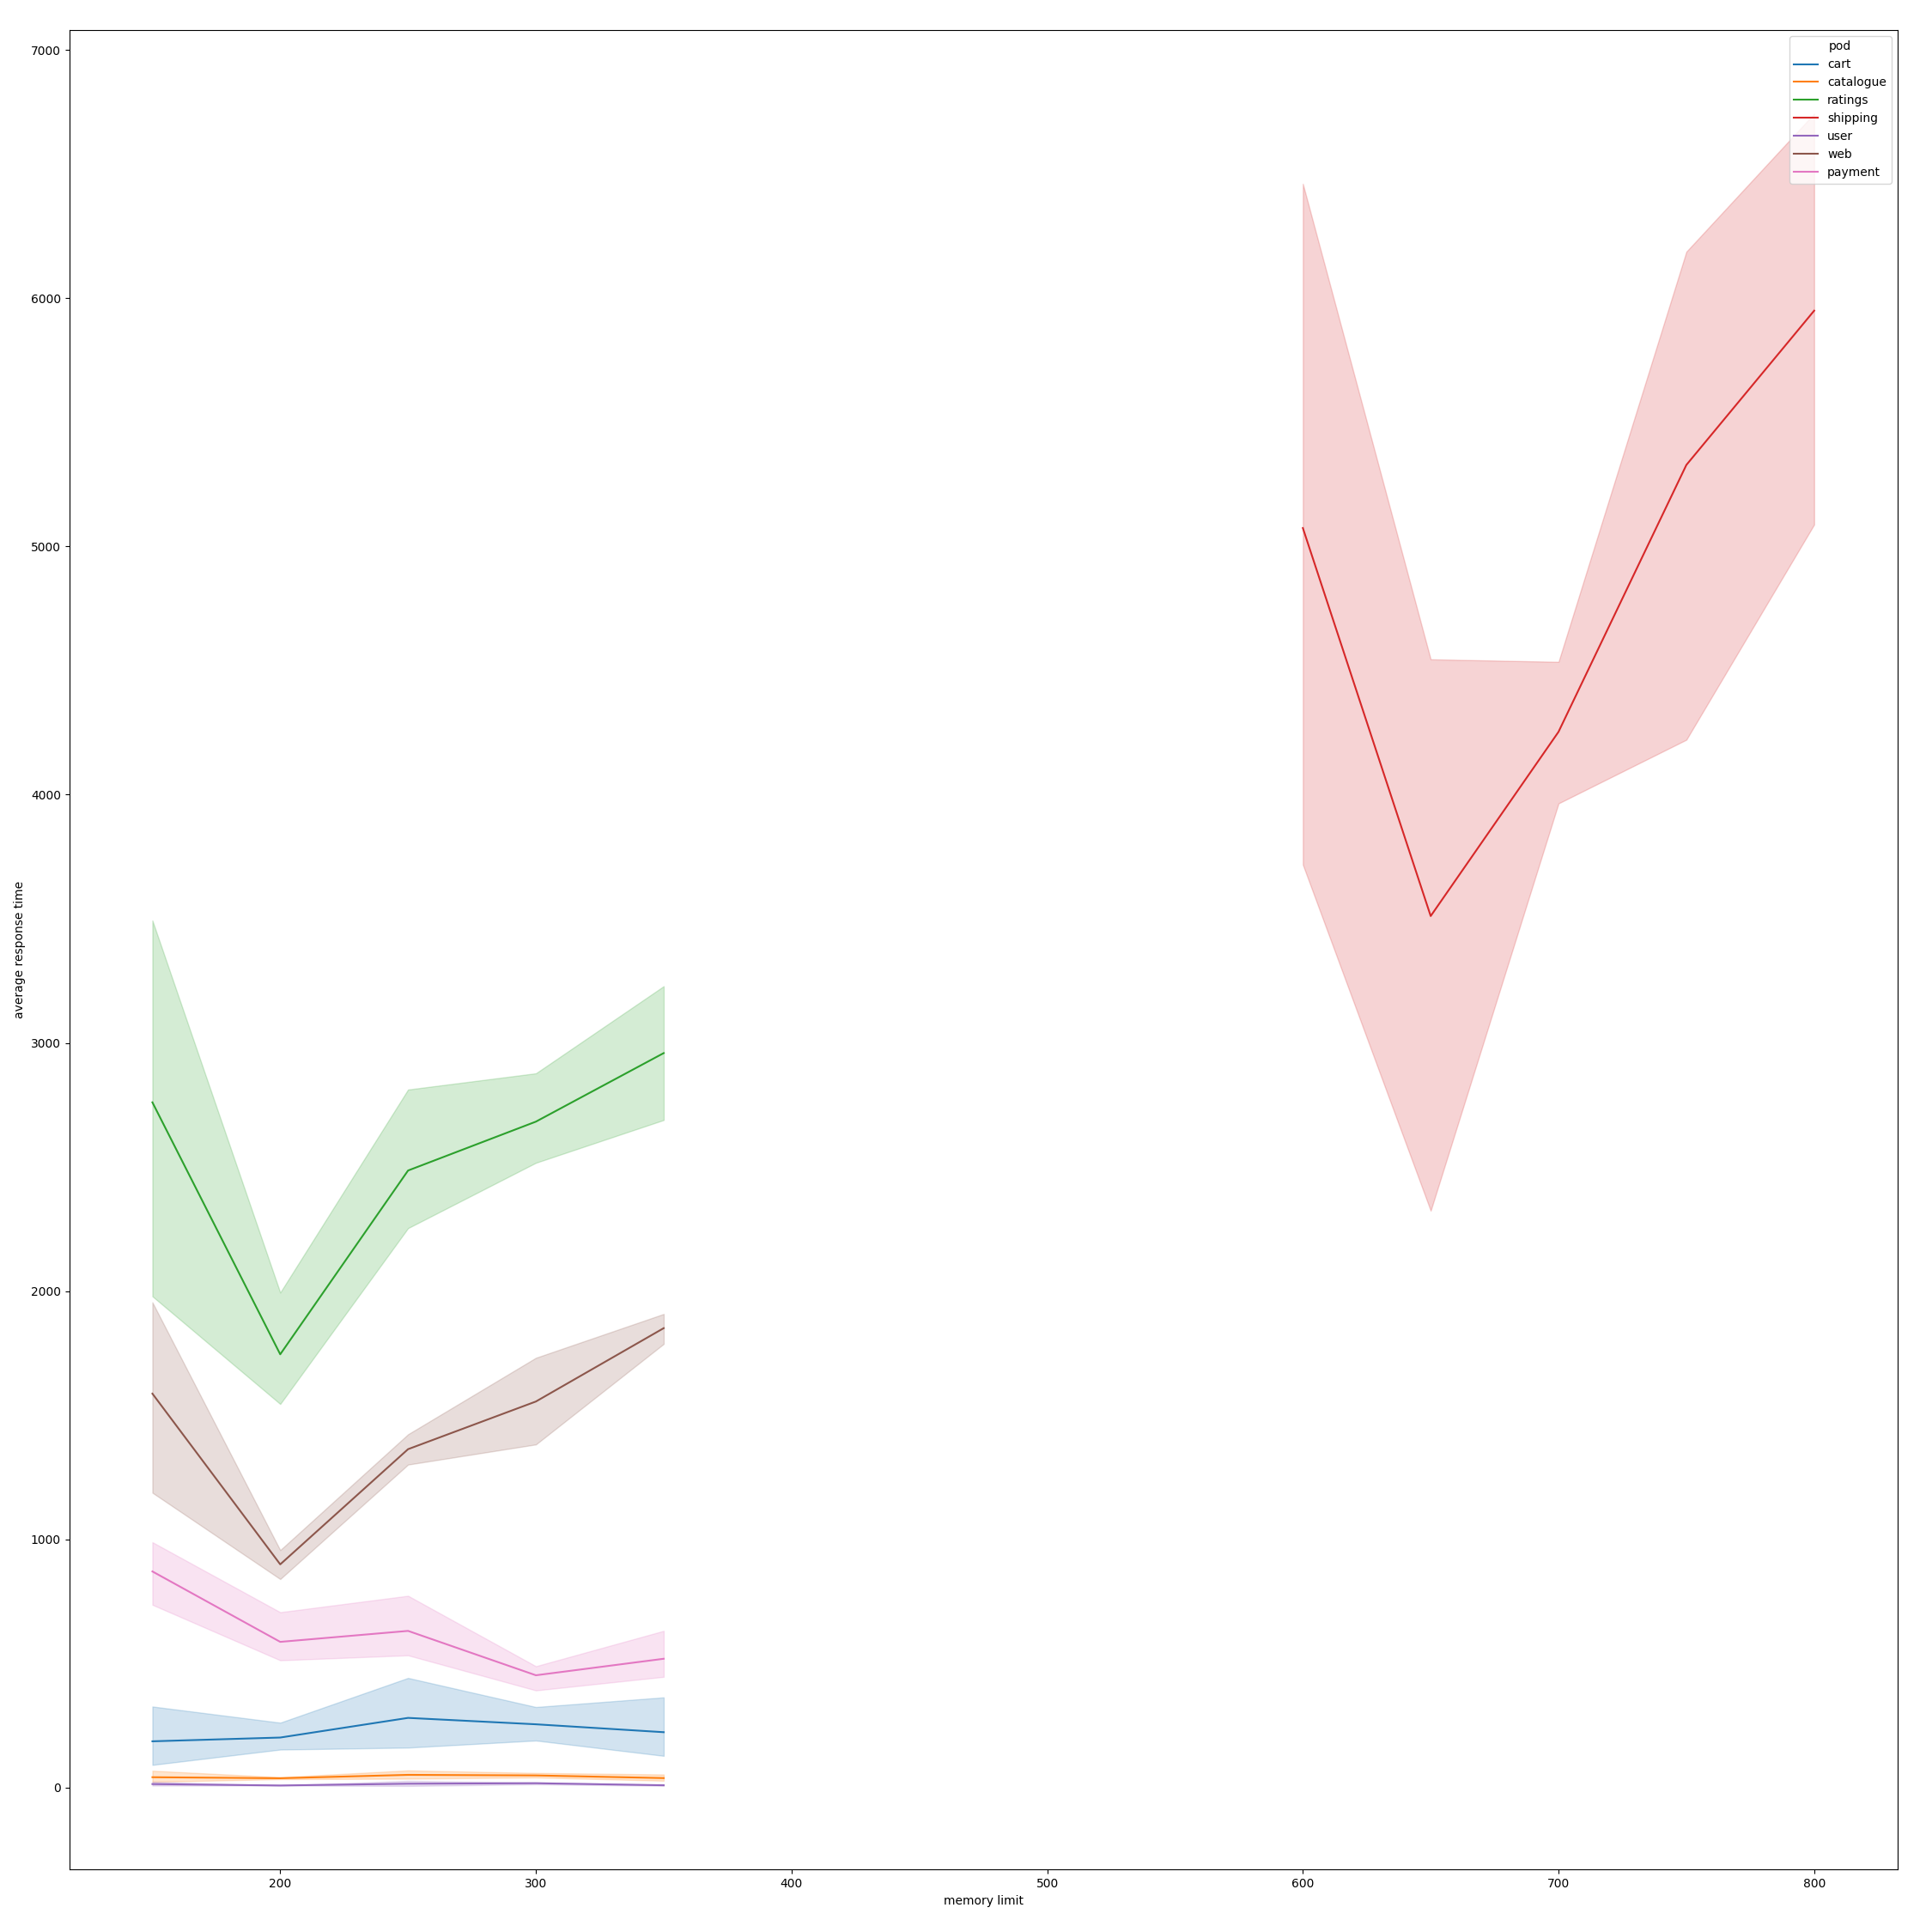 7000
6000
5000
4000
3000
2000
1000
0
average response time
200
300
400
500
600
700
800
memory limit
pod
cart
catalogue
ratings
shipping
user
web
payment